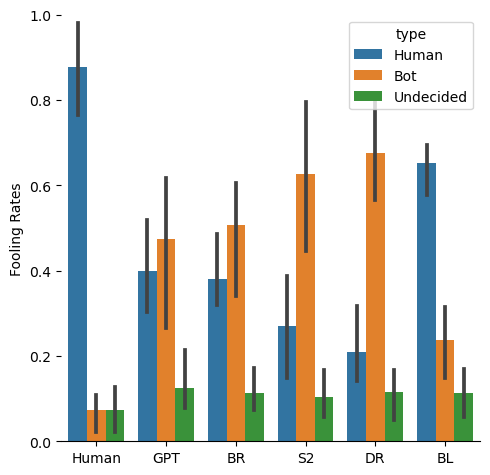 1.0
0.8
0.6
0.4
0.2
0.0
Fooling Rates
type
Human
Bot
Undecided
Human GPT BR S2 DR BL